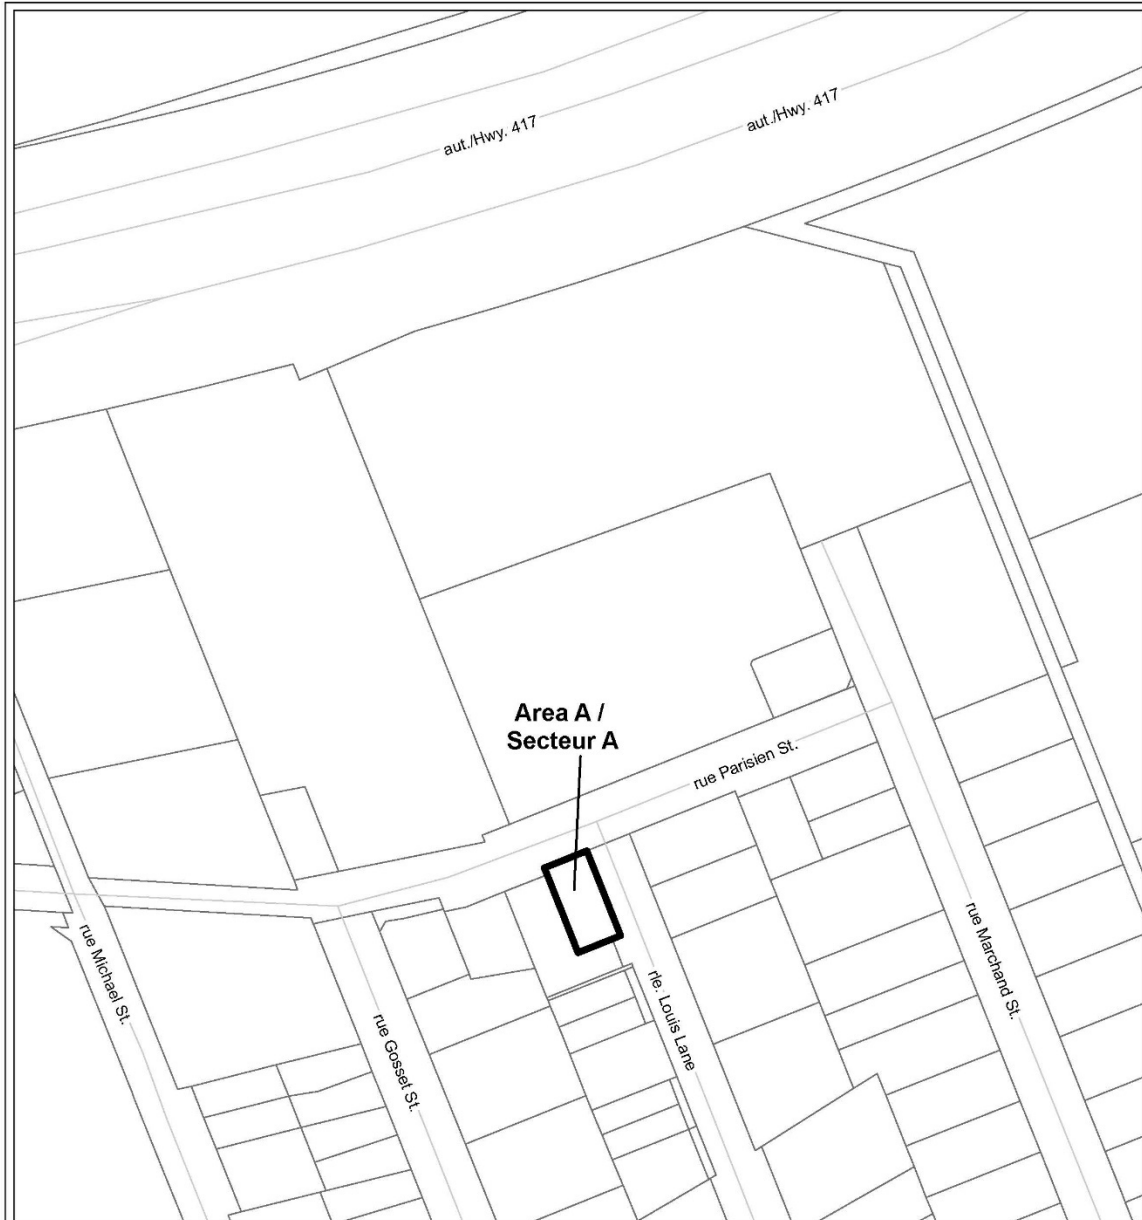 aut./Hwy. 417
aut./Hwy. 417
Area A /
Secteur A
rue Parisien St.
rue Michael St.
rue Gosset St.
rle. Louis Lane
rue Marchand St.